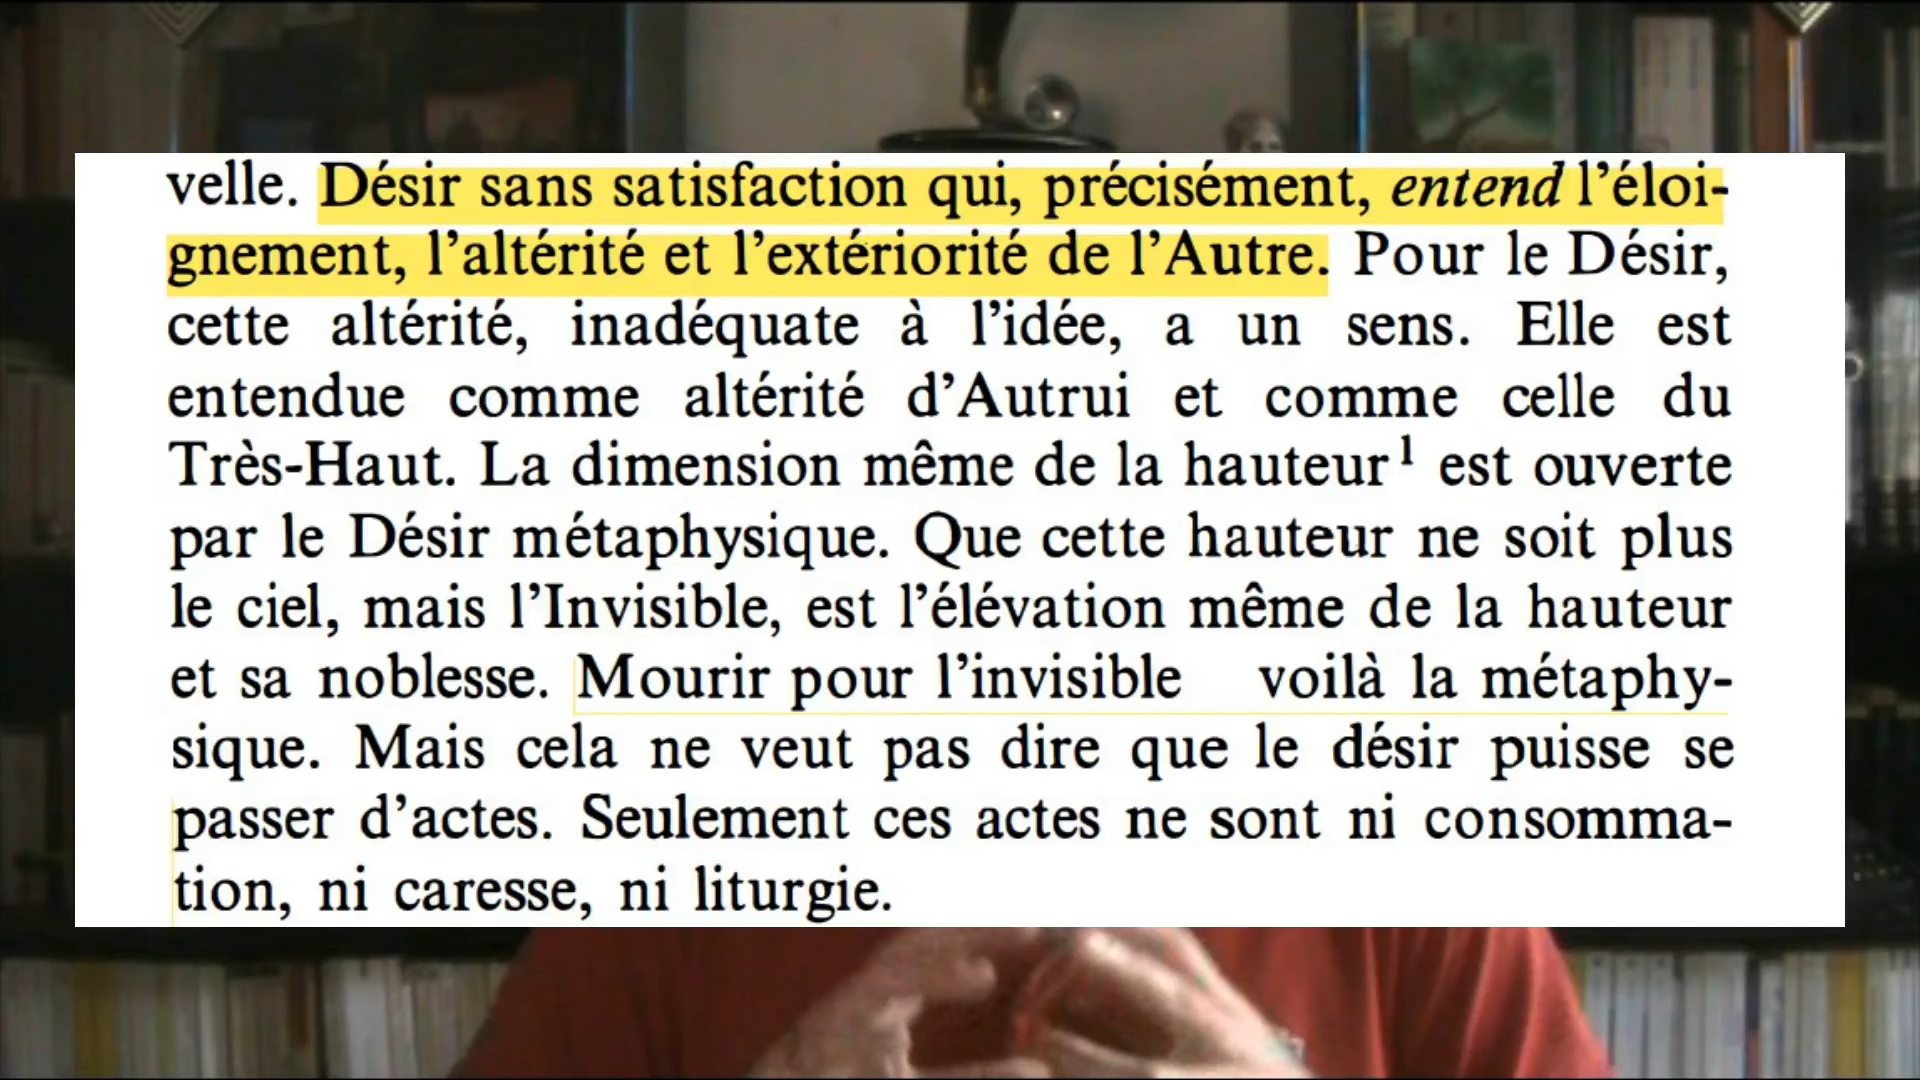 velle. Désir sans satisfaction qui, précisément, entend l’éloi-
gnement, l’altérité et l’extériorité de l’Autre. Pour le Désir,
cette altérité, inadéquate à l’idée, a un sens. Elle est
entendue comme altérité d’Autrui et comme celle du
Très-Haut. La dimension même de la hauteur¹ est ouverte
par le Désir métaphysique. Que cette hauteur ne soit plus
le ciel, mais l’Invisible, est l’élévation même de la hauteur
et sa noblesse. Mourir pour l’invisible voilà la métaphy-
sique. Mais cela ne veut pas dire que le désir puisse se
passer d’actes. Seulement ces actes ne sont ni consomma-
tion, ni caresse, ni liturgie.